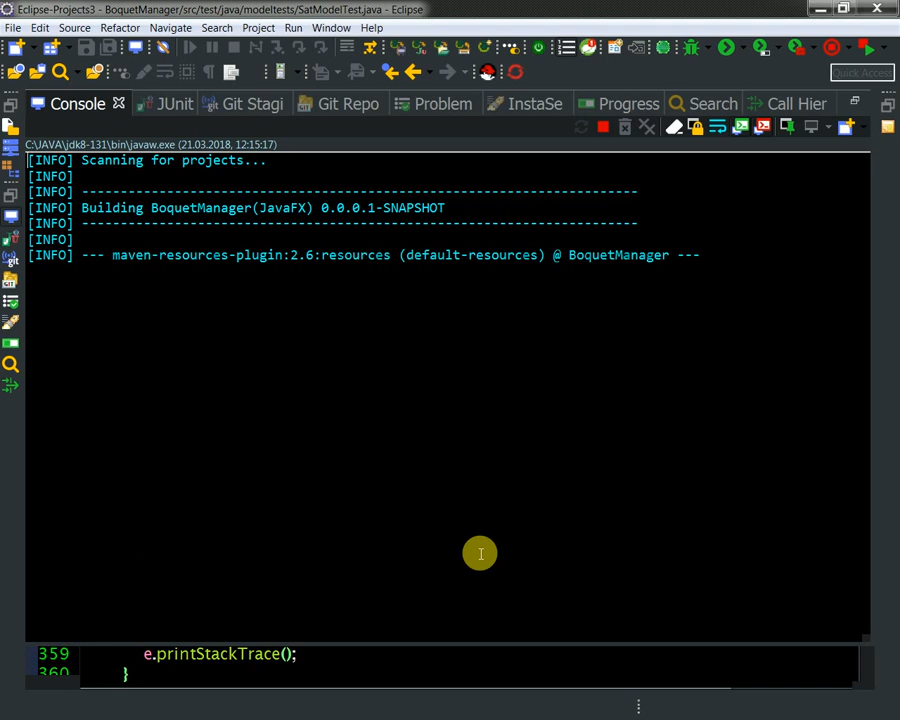 Eclipse-Projects3 - BoquetManager/src/test/java/modeltests/SatModelTest.java - Eclipse
File Edit Source Refactor Navigate Search Project Run Window Help
Quick Access
Console JUnit Git Stagi Git Repo Problem InstaSe Progress Search Call Hier
C:\JAVA\jdk8-131\bin\javaw.exe (21.03.2018, 12:15:17)
[INFO] Scanning for projects...
[INFO]
[INFO] ------------------------------------------------------------------------
[INFO] Building BoquetManager(JavaFX) 0.0.0.1-SNAPSHOT
[INFO] ------------------------------------------------------------------------
[INFO]
[INFO] --- maven-resources-plugin:2.6:resources (default-resources) @ BoquetManager ---
359 e.printStackTrace();
360 }